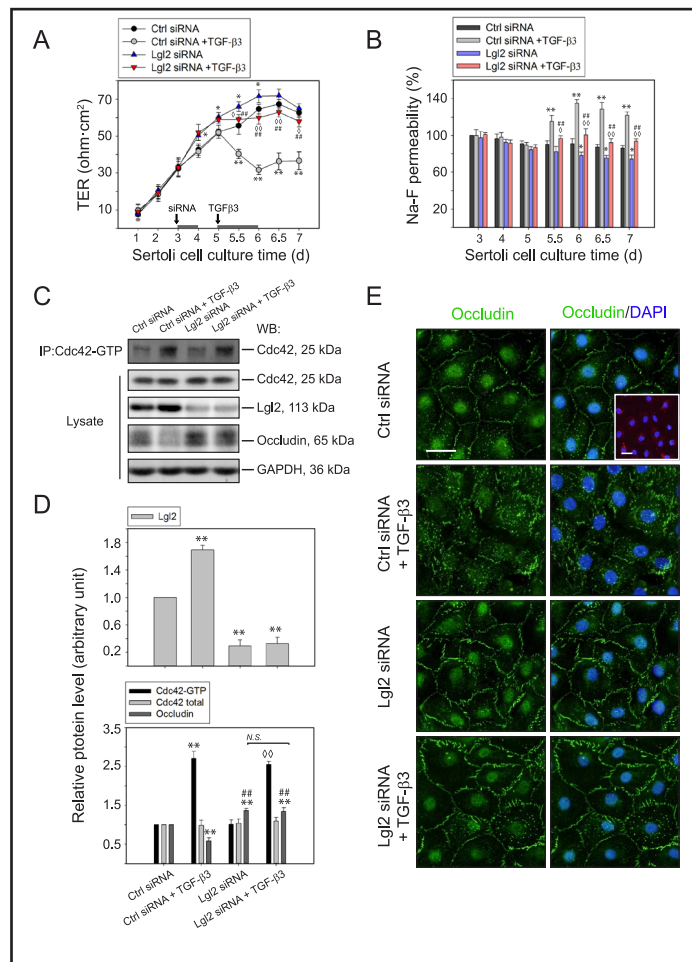 A
Ctrl siRNA
Ctrl siRNA +TGF-β3
Lgl2 siRNA
Lgl2 siRNA +TGF-β3
TER (ohm·cm²)
70
50
30
10
siRNA
TGFβ3
1 2 3 4 5 5.5 6 6.5 7
Sertoli cell culture time (d)
B
Ctrl siRNA
Ctrl siRNA +TGF-β3
Lgl2 siRNA
Lgl2 siRNA +TGF-β3
Na-F permeability (%)
140
100
60
20
3 4 5 5.5 6 6.5 7
Sertoli cell culture time (d)
C
Ctrl siRNA
Ctrl siRNA + TGF-β3
Lgl2 siRNA
Lgl2 siRNA + TGF-β3
WB:
IP:Cdc42-GTP
Cdc42, 25 kDa
Lysate
Cdc42, 25 kDa
Lgl2, 113 kDa
Occludin, 65 kDa
GAPDH, 36 kDa
D
Relative ptotein level (arbitrary unit)
Lgl2
1.8
1.4
1.0
0.6
0.2
**
**
**
Cdc42-GTP
Cdc42 total
Occludin
3.5
2.5
1.5
0.5
N.S.
**
**
##
**
◊◊
##
**
Ctrl siRNA
Ctrl siRNA + TGF-β3
Lgl2 siRNA
Lgl2 siRNA + TGF-β3
E
Occludin
Occludin/DAPI
Ctrl siRNA
Ctrl siRNA
+ TGF-β3
Lgl2 siRNA
Lgl2 siRNA
+ TGF-β3